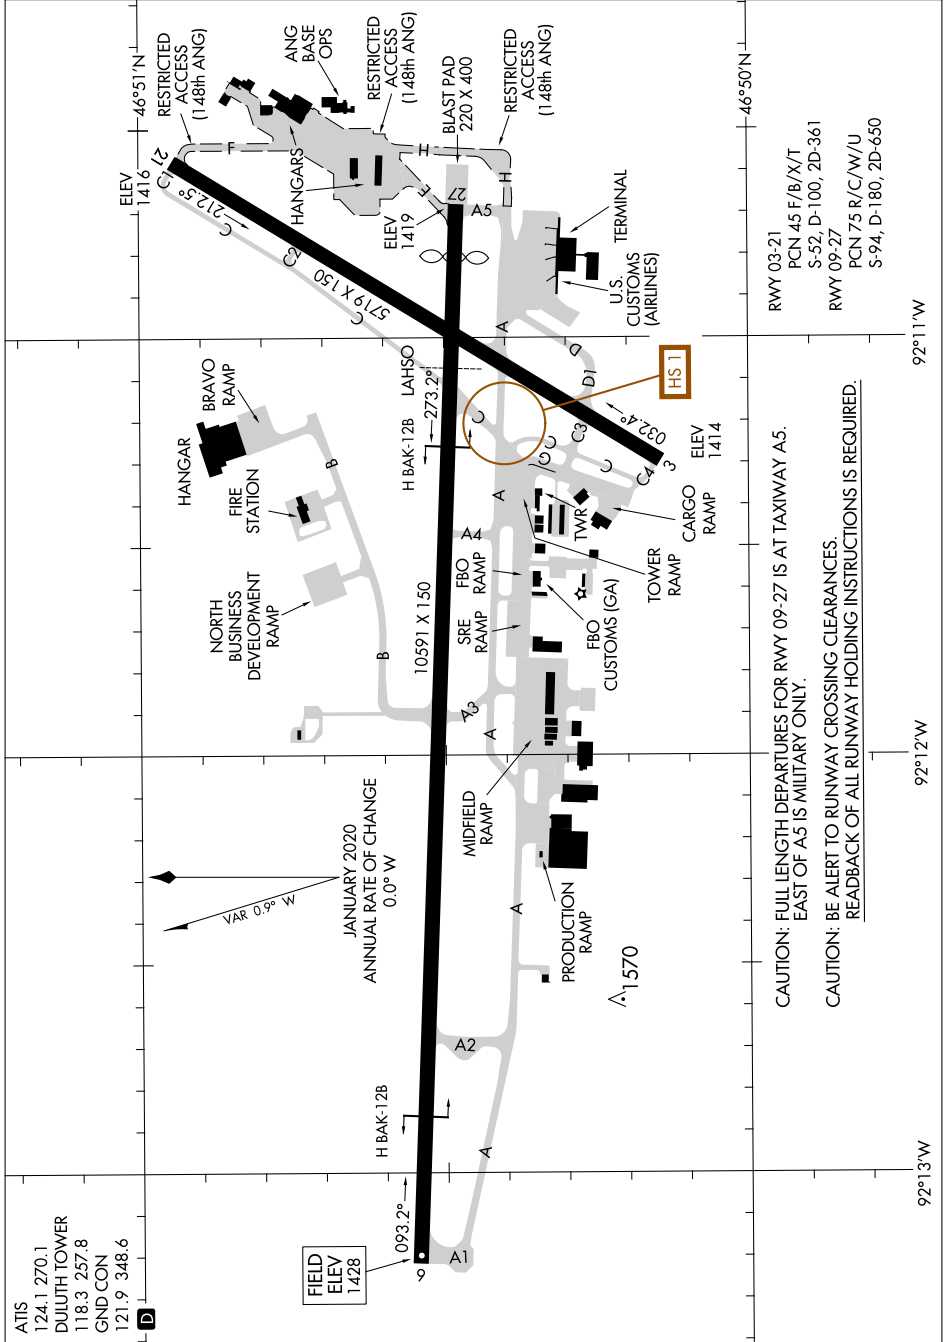 ATIS
124.1 270.1
DULUTH TOWER
118.3 257.8
GND CON
121.9 348.6
D
FIELD
ELEV
1428
9
093.2°
A1
H BAK-12B
A
A2
A
1570
VAR 0.9° W
JANUARY 2020
ANNUAL RATE OF CHANGE
0.0° W
PRODUCTION
RAMP
MIDFIELD
RAMP
A
A3
B
10591 X 150
SRE
RAMP
FBO
RAMP
FBO
CUSTOMS (GA)
NORTH
BUSINESS
DEVELOPMENT
RAMP
FIRE
STATION
HANGAR
BRAVO
RAMP
B
A4
A
TOWER
RAMP
TWR
CARGO
RAMP
G
C
C
C
C3
C4
3
ELEV
1414
032.4°
HS 1
H BAK-12B
273.2°
LAHSO
D1
D
A
5719 X 150
C
C2
C
212.5°
C1
21
ELEV
1416
U.S.
CUSTOMS
(AIRLINES)
TERMINAL
A5
27
ELEV
1419
E
F
H
H
HANGARS
BLAST PAD
220 X 400
RESTRICTED
ACCESS
(148th ANG)
ANG
BASE
OPS
RESTRICTED
ACCESS
(148th ANG)
RESTRICTED
ACCESS
(148th ANG)
46°51'N
46°50'N
92°11'W
92°12'W
92°13'W
RWY 03-21
PCN 45 F/B/X/T
S-52, D-100, 2D-361
RWY 09-27
PCN 75 R/C/W/U
S-94, D-180, 2D-650
CAUTION: FULL LENGTH DEPARTURES FOR RWY 09-27 IS AT TAXIWAY A5.
EAST OF A5 IS MILITARY ONLY.
CAUTION: BE ALERT TO RUNWAY CROSSING CLEARANCES.
READBACK OF ALL RUNWAY HOLDING INSTRUCTIONS IS REQUIRED.